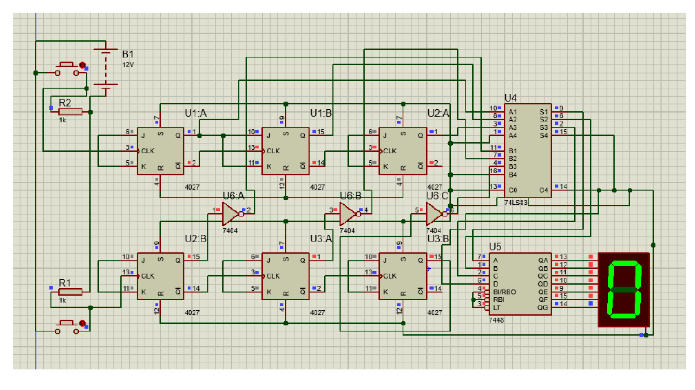 B1
12V
R2
1k
U1:A
U1:B
U2:A
U4
6 J S Q 1
3 CLK
5 K R Q 2
4027
10 J S Q 15
13 CLK
11 K R Q 14
4027
6 J S Q 1
3 CLK
5 K R Q 2
4027
10 A1 S1 9
8 A2 S2 6
3 A3 S3 2
1 A4 S4 15
11 B1
7 B2
4 B3
16 B4
13 C0 C4 14
74LS83
U6:A
1 2
7404
U6:B
3 4
7404
U6:C
5 6
7404
U2:B
U3:A
U3:B
U5
10 J S Q 15
13 CLK
11 K R Q 14
4027
6 J S Q 1
3 CLK
5 K R Q 2
4027
10 J S Q 15
13 CLK
11 K R Q 14
4027
7 A QA 13
1 B QB 12
2 C QC 11
6 D QD 10
4 BI/RBO QE 9
5 RBI QF 15
3 LT QG 14
7448
R1
1k
0